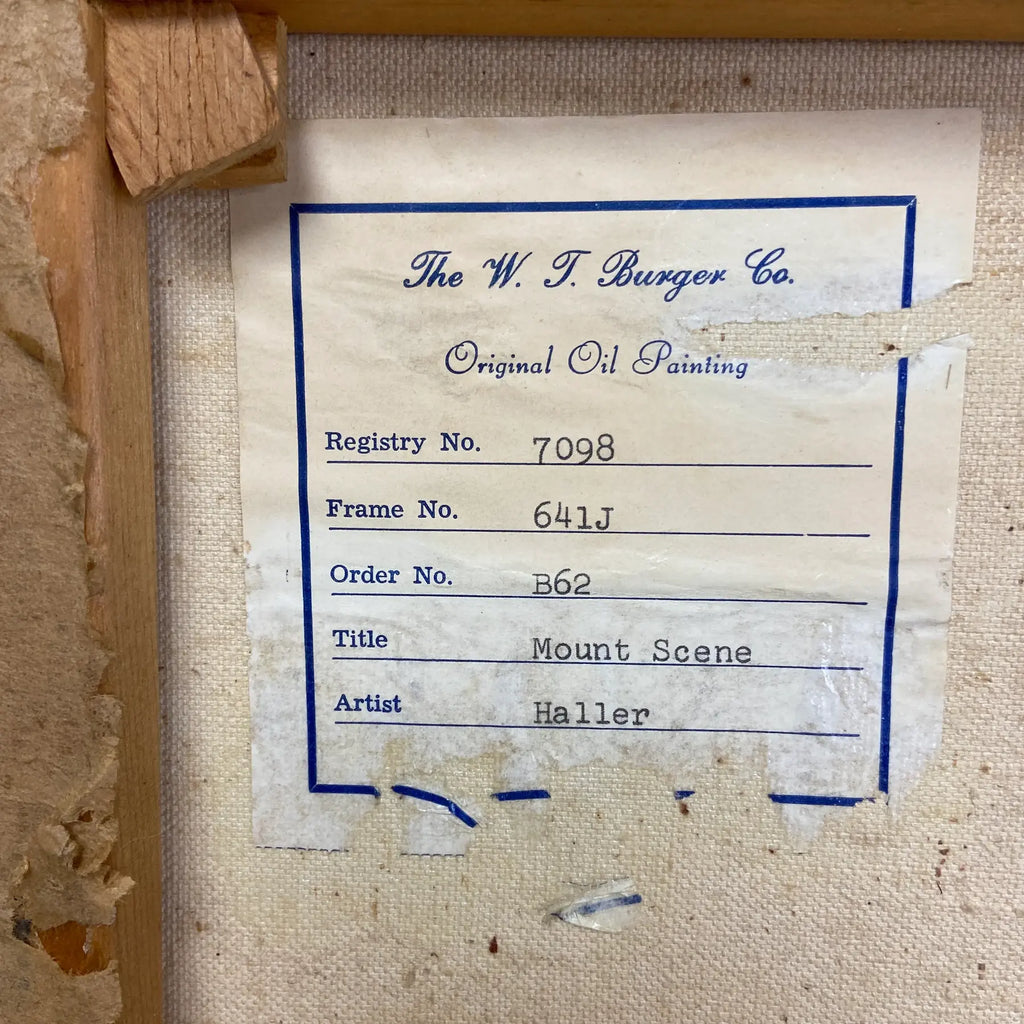 The W. T. Burger Co.
Original Oil Painting
Registry No. 7098
Frame No. 641J
Order No. B62
Title Mount Scene
Artist Haller